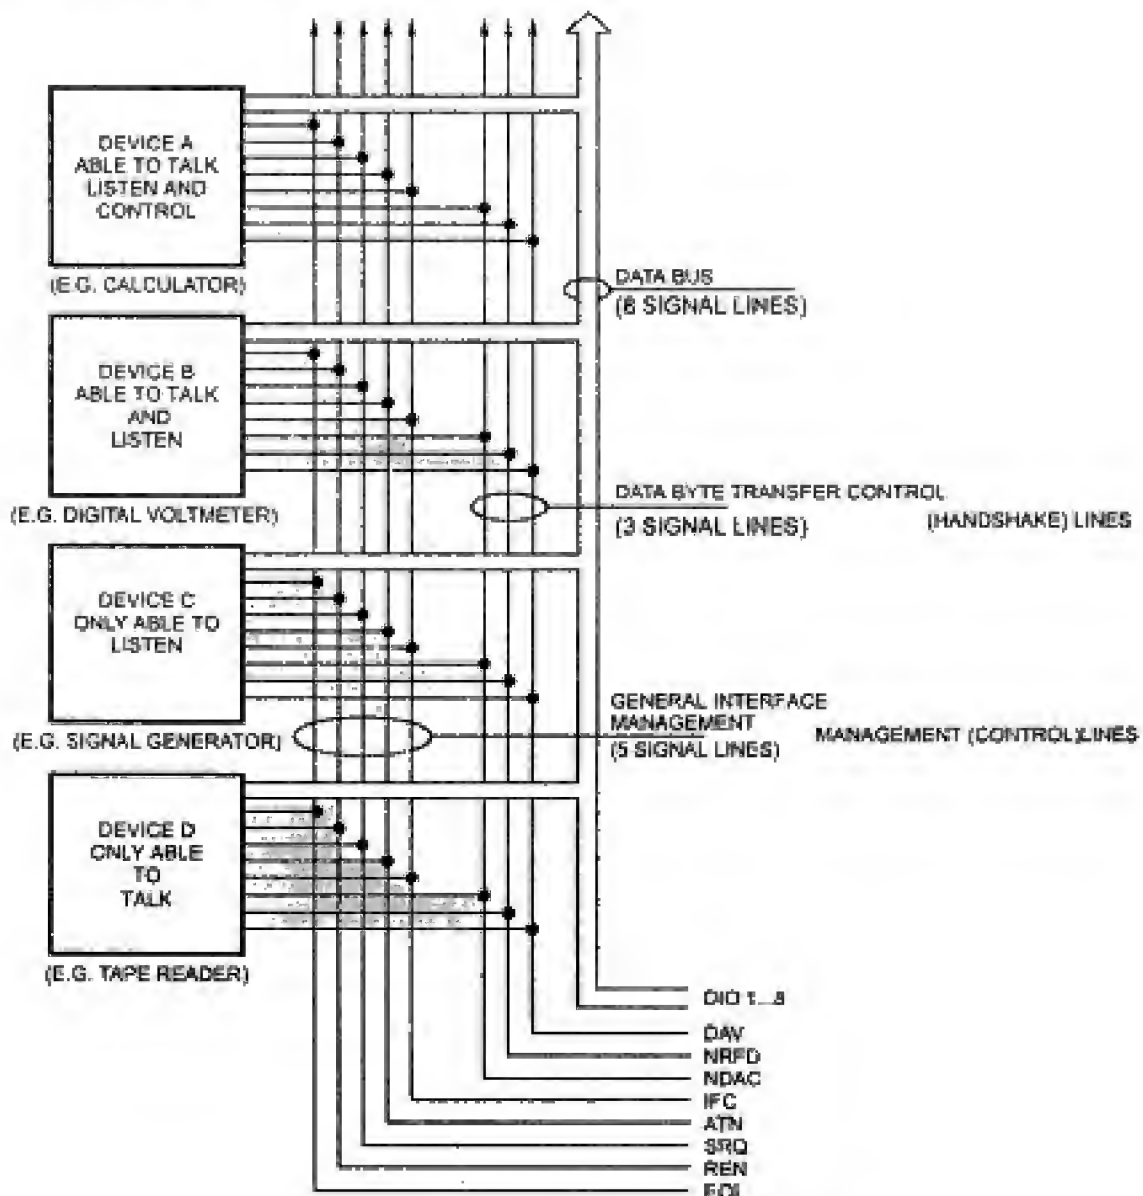 DEVICE A
ABLE TO TALK
LISTEN AND
CONTROL
(E.G. CALCULATOR)
DATA BUS
(8 SIGNAL LINES)
DEVICE B
ABLE TO TALK
AND
LISTEN
(E.G. DIGITAL VOLTMETER)
DATA BYTE TRANSFER CONTROL
(3 SIGNAL LINES)
(HANDSHAKE) LINES
DEVICE C
ONLY ABLE TO
LISTEN
(E.G. SIGNAL GENERATOR)
GENERAL INTERFACE
MANAGEMENT
(5 SIGNAL LINES)
MANAGEMENT (CONTROL) LINES
DEVICE D
ONLY ABLE
TO
TALK
(E.G. TAPE READER)
DIO 1...8
DAV
NRFD
NDAC
IFC
ATN
SRQ
REN
EOI